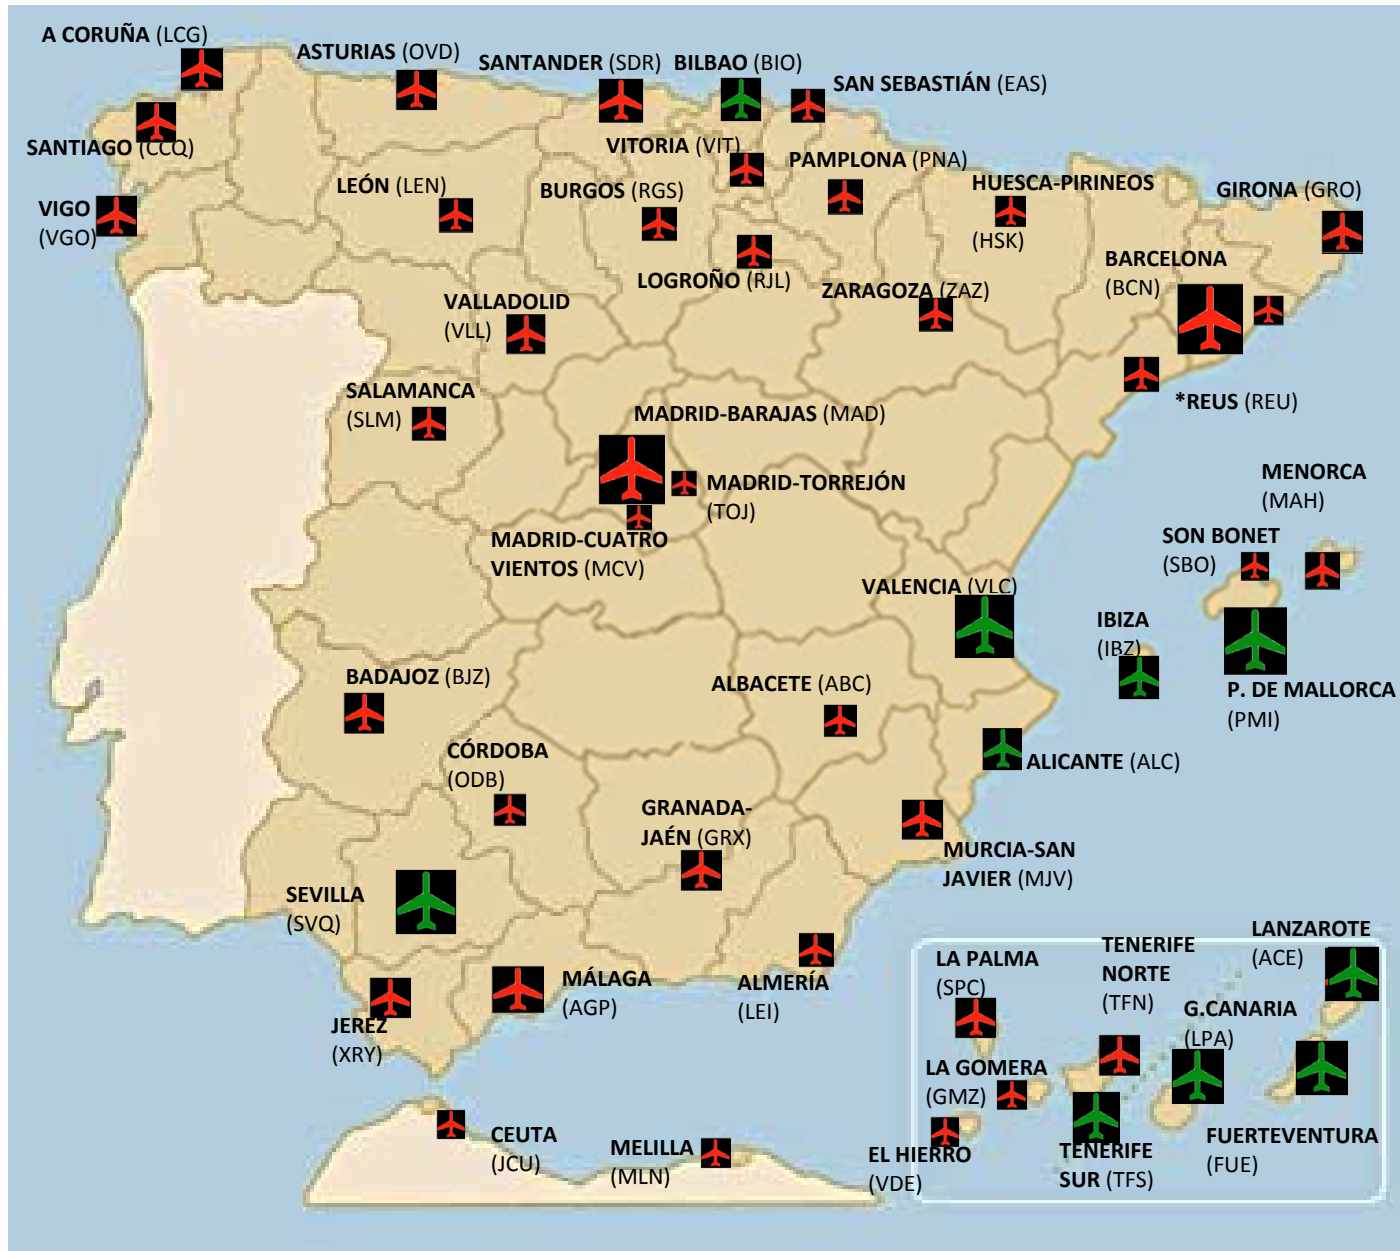 A CORUÑA (LCG)
ASTURIAS (OVD)
SANTANDER (SDR)
BILBAO (BIO)
SAN SEBASTIÁN (EAS)
SANTIAGO (CCQ)
VITORIA (VIT)
PAMPLONA (PNA)
LEÓN (LEN)
BURGOS (RGS)
HUESCA-PIRINEOS
(HSK)
GIRONA (GRO)
VIGO
(VGO)
LOGROÑO (RJL)
BARCELONA
(BCN)
VALLADOLID
(VLL)
ZARAGOZA (ZAZ)
SALAMANCA
(SLM)
MADRID-BARAJAS (MAD)
*REUS (REU)
MADRID-TORREJÓN
(TOJ)
MENORCA
(MAH)
MADRID-CUATRO
VIENTOS (MCV)
SON BONET
(SBO)
VALENCIA (VLC)
IBIZA
(IBZ)
BADAJOZ (BJZ)
ALBACETE (ABC)
P. DE MALLORCA
(PMI)
CÓRDOBA
(ODB)
ALICANTE (ALC)
GRANADA-
JAÉN (GRX)
MURCIA-SAN
JAVIER (MJV)
SEVILLA
(SVQ)
MÁLAGA
(AGP)
ALMERÍA
(LEI)
JEREZ
(XRY)
LA PALMA
(SPC)
TENERIFE
NORTE
(TFN)
LANZAROTE
(ACE)
G.CANARIA
(LPA)
LA GOMERA
(GMZ)
CEUTA
(JCU)
MELILLA
(MLN)
EL HIERRO
(VDE)
TENERIFE
SUR (TFS)
FUERTEVENTURA
(FUE)